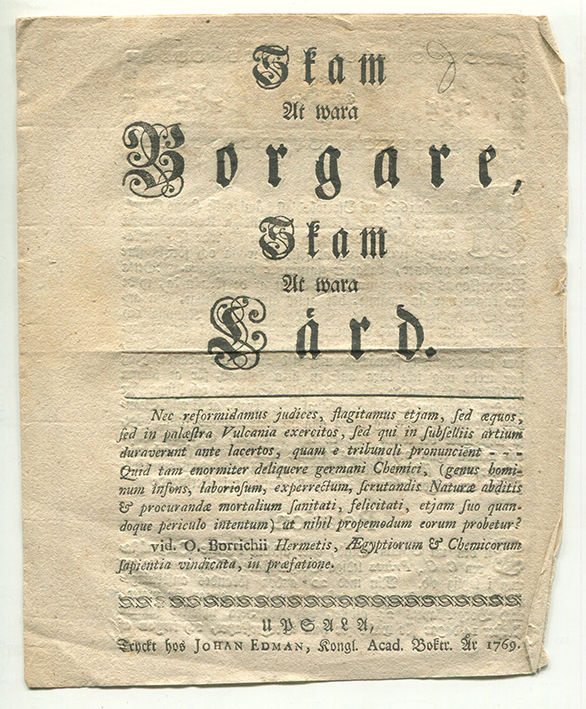 Skam
At wara
Borgare,
Skam
At wara
Lärd.
Nec reformidamus judices, flagitamus etjam, sed æquos,
sed in palæstra Vulcania exercitos, sed qui in subselliis artium
duraverunt ante lacertos, quam e tribunali pronuncient - - -
Quid tam enormiter deliquere germani Chemici, (genus homi-
num insons, laboriosum, experrectum, scrutandis Naturæ abditis
& procurandæ mortalium sanitati, felicitati, etjam suo quan-
doque periculo intentum) ut nihil propemodum eorum probetur?
vid. O. Borrichii Hermetis, Ægyptiorum & Chemicorum
sapientia vindicata, in præfatione.
UPSALA,
Tryckt hos JOHAN EDMAN, Kongl. Acad. Boktr. År 1769.